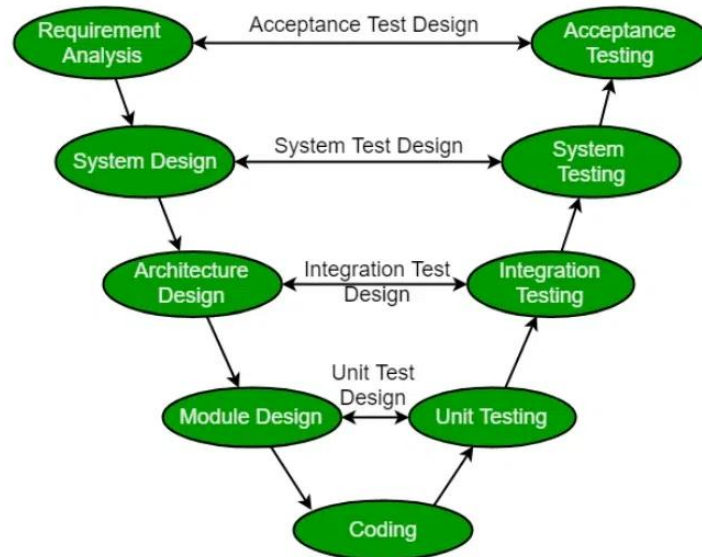 Requirement
Analysis
Acceptance Test Design
Acceptance
Testing
System Design
System Test Design
System
Testing
Architecture
Design
Integration Test
Design
Integration
Testing
Module Design
Unit Test
Design
Unit Testing
Coding